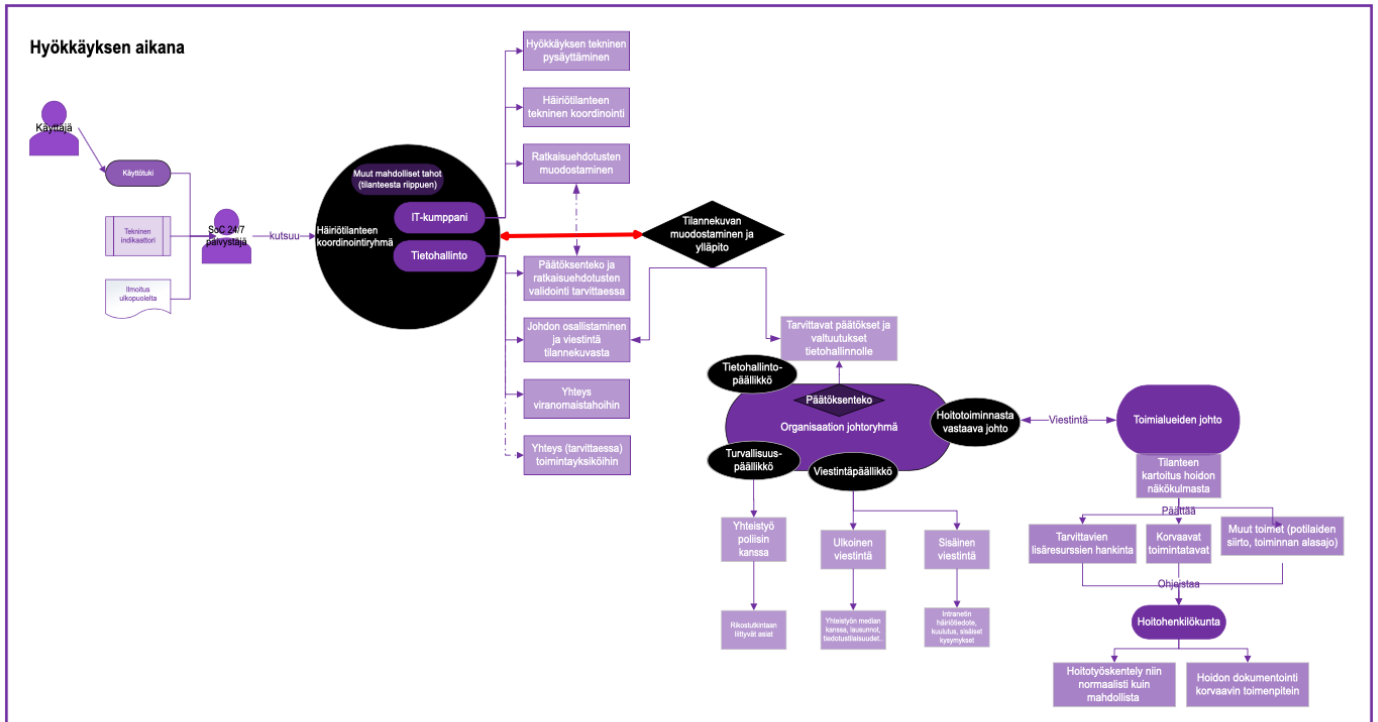 Hyökkäyksen aikana
Käyttäjä
Käyttötuki
Tekninen
indikaattori
Ilmoitus
ulkopuolelta
SoC 24/7
päivystäjä
kutsuu
Muut mahdolliset tahot
(tilanteesta riippuen)
Häiriötilanteen
koordinointiryhmä
IT-kumppani
Tietohallinto
Hyökkäyksen tekninen
pysäyttäminen
Häiriötilanteen
tekninen koordinointi
Ratkaisuehdotusten
muodostaminen
Päätöksenteko ja
ratkaisuehdotusten
validointi tarvittaessa
Johdon osallistaminen
ja viestintä
tilannekuvasta
Yhteys
viranomaistahoihin
Yhteys (tarvittaessa)
toimintayksiköihin
Tilannekuvan
muodostaminen ja
ylläpito
Tarvittavat päätökset ja
valtuutukset
tietohallinnolle
Tietohallinto-
päällikkö
Päätöksenteko
Organisaation johtoryhmä
Hoitotoiminnasta
vastaava johto
Turvallisuus-
päällikkö
Viestintäpäällikkö
Viestintä
Toimialueiden johto
Tilanteen
kartoitus hoidon
näkökulmasta
Päättää
Yhteistyö
poliisin
kanssa
Ulkoinen
viestintä
Sisäinen
viestintä
Tarvittavien
lisäresurssien hankinta
Korvaavat
toimintatavat
Muut toimet (potilaiden
siirto, toiminnan alasajo)
Ohjeistaa
Rikostutkintaan
liittyvät asiat
Yhteistyön median
kanssa, lausunnot,
tiedotustilaisuudet..
Intranetin
häiriötiedote,
kuulutus, sisäiset
kysymykset
Hoitohenkilökunta
Hoitotyöskentely niin
normaalisti kuin
mahdollista
Hoidon dokumentointi
korvaavin toimenpitein